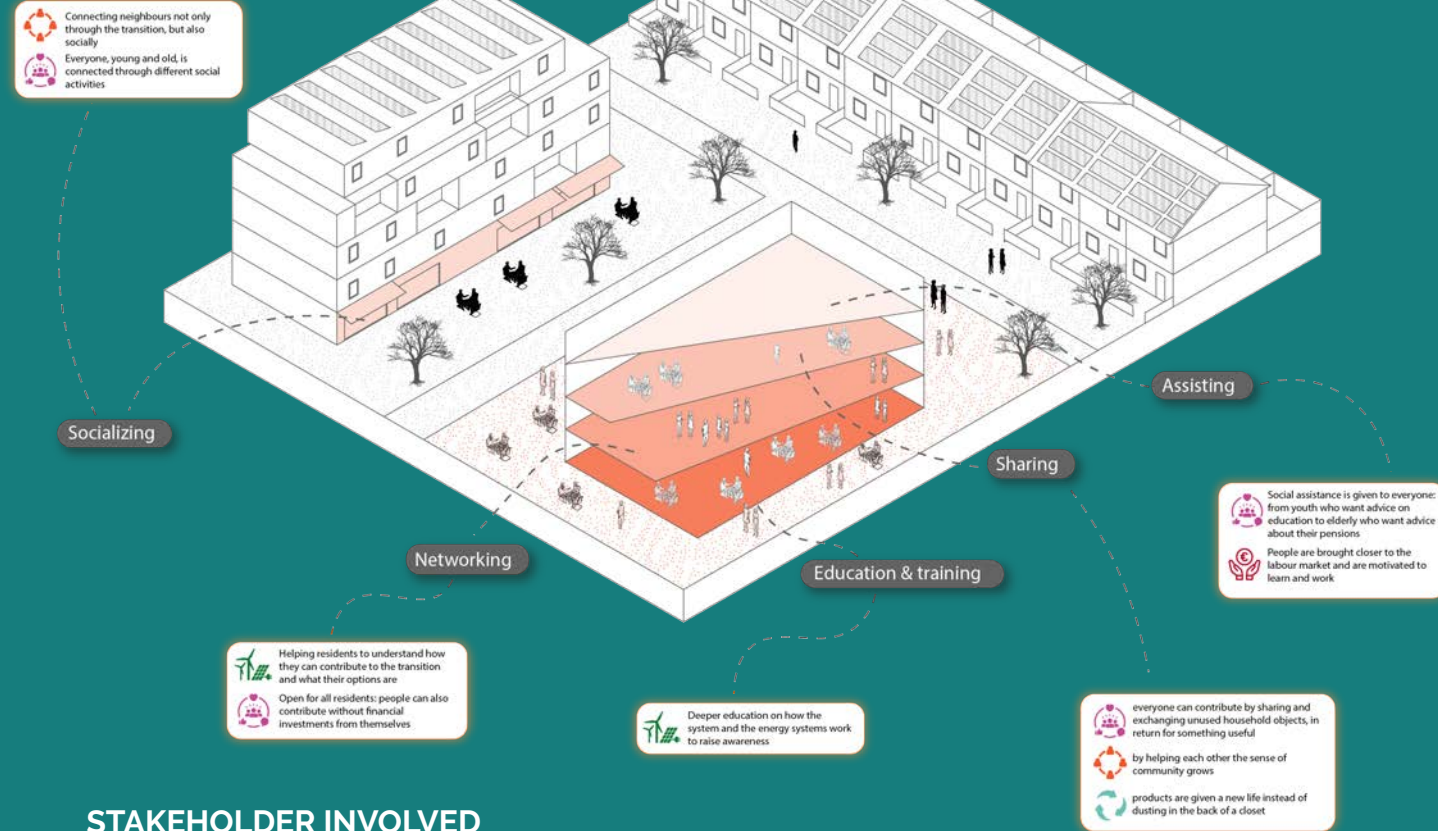 Connecting neighbours not only
through the transition, but also
socially
Everyone, young and old, is
connected through different social
activities
Socializing
Assisting
Sharing
Networking
Education & training
Social assistance is given to everyone:
from youth who want advice on
education to elderly who want advice
about their pensions
People are brought closer to the
labour market and are motivated to
learn and work
Helping residents to understand how
they can contribute to the transition
and what their options are
Open for all residents: people can also
contribute without financial
investments from themselves
Deeper education on how the
system and the energy systems work
to raise awareness
everyone can contribute by sharing and
exchanging unused household objects, in
return for something useful
by helping each other the sense of
community grows
products are given a new life instead of
dusting in the back of a closet
STAKEHOLDER INVOLVED